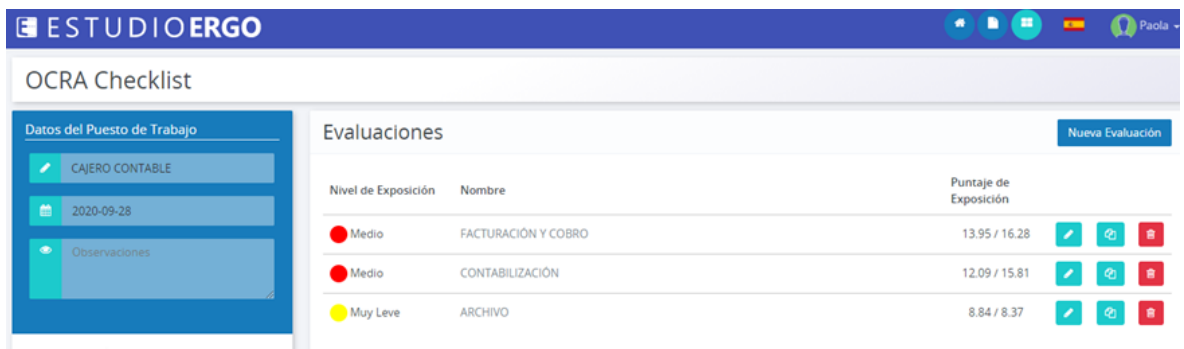 ESTUDIOERGO
Paola
OCRA Checklist
Datos del Puesto de Trabajo
CAJERO CONTABLE
2020-09-28
Observaciones
Evaluaciones
Nueva Evaluación
Nivel de Exposición Nombre Puntaje de
Exposición
Medio FACTURACIÓN Y COBRO 13.95 / 16.28
Medio CONTABILIZACIÓN 12.09 / 15.81
Muy Leve ARCHIVO 8.84 / 8.37